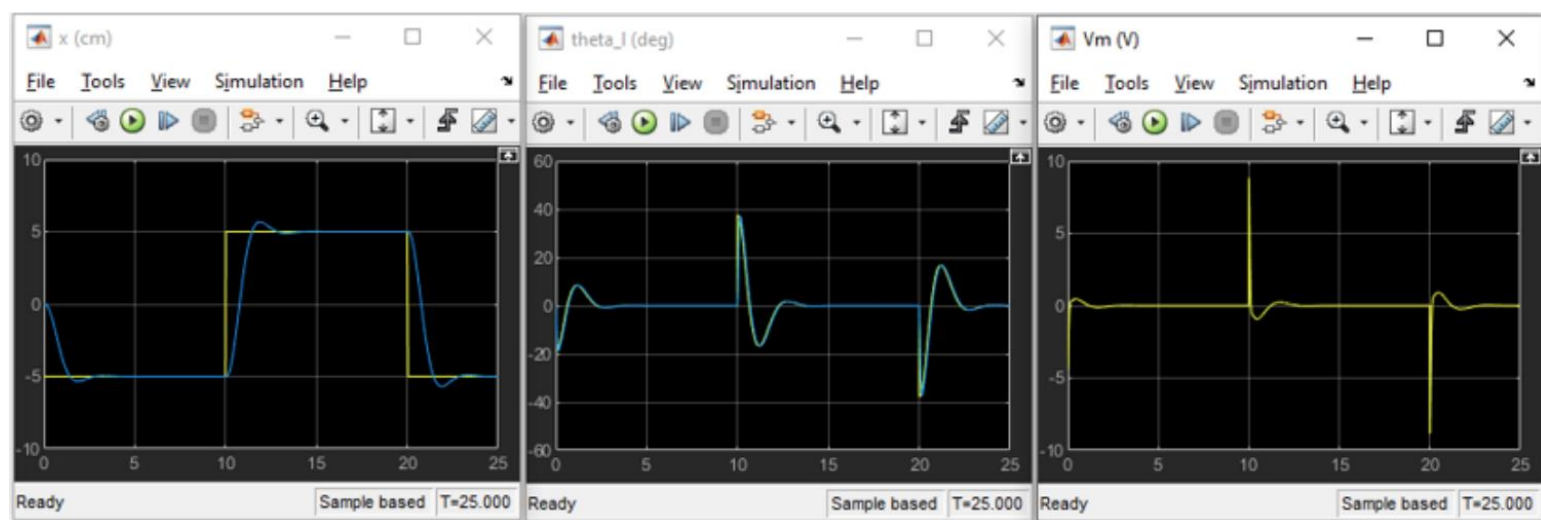 x (cm)
File Tools View Simulation Help
10
5
0
-5
-10
0 5 10 15 20 25
Ready Sample based T=25.000
theta_l (deg)
File Tools View Simulation Help
60
40
20
0
-20
-40
-60
0 5 10 15 20 25
Ready Sample based T=25.000
Vm (V)
File Tools View Simulation Help
10
5
0
-5
-10
0 5 10 15 20 25
Ready Sample based T=25.000